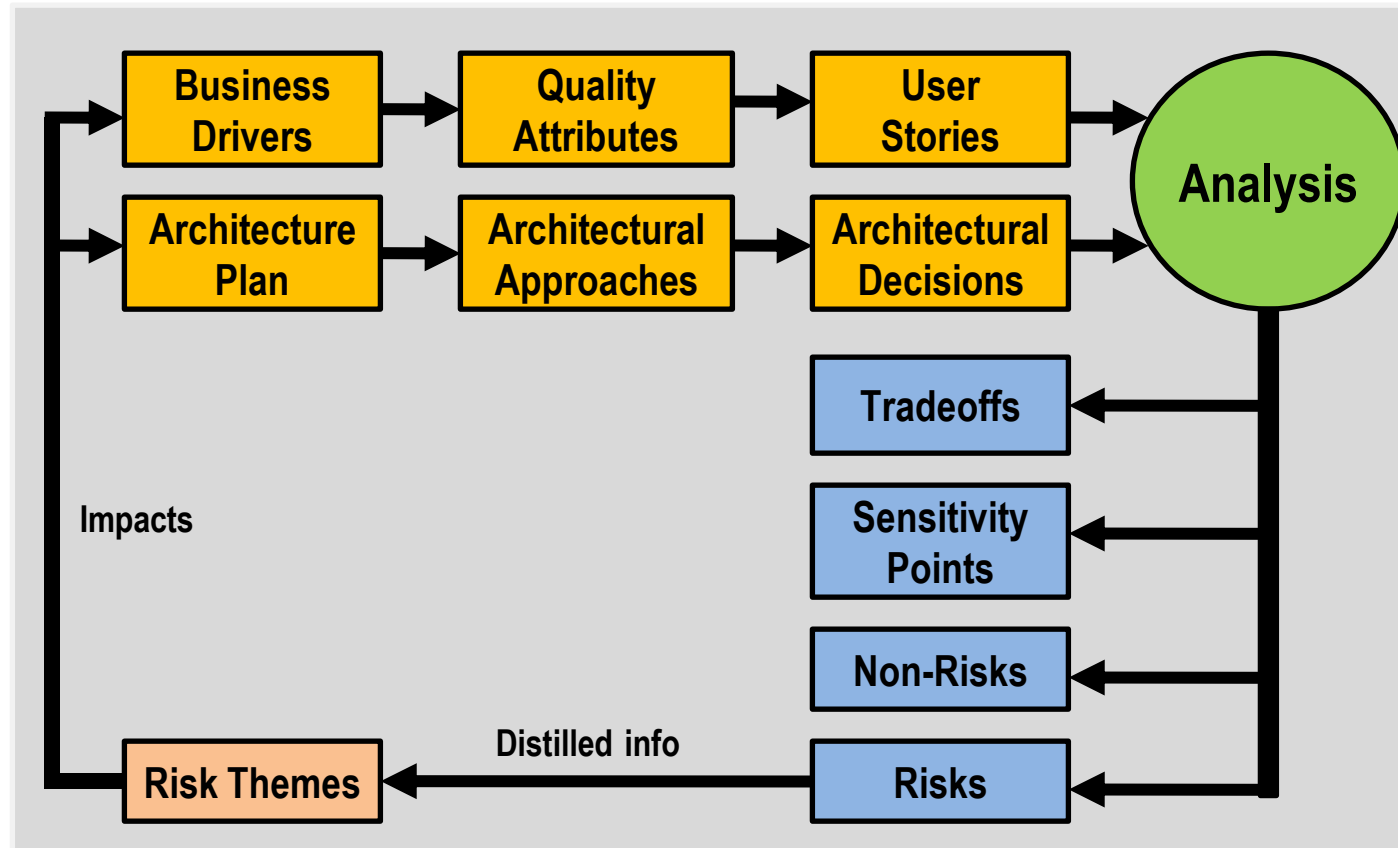 Business
Drivers
Quality
Attributes
User
Stories
Analysis
Architecture
Plan
Architectural
Approaches
Architectural
Decisions
Tradeoffs
Impacts
Sensitivity
Points
Non-Risks
Distilled info
Risk Themes
Risks